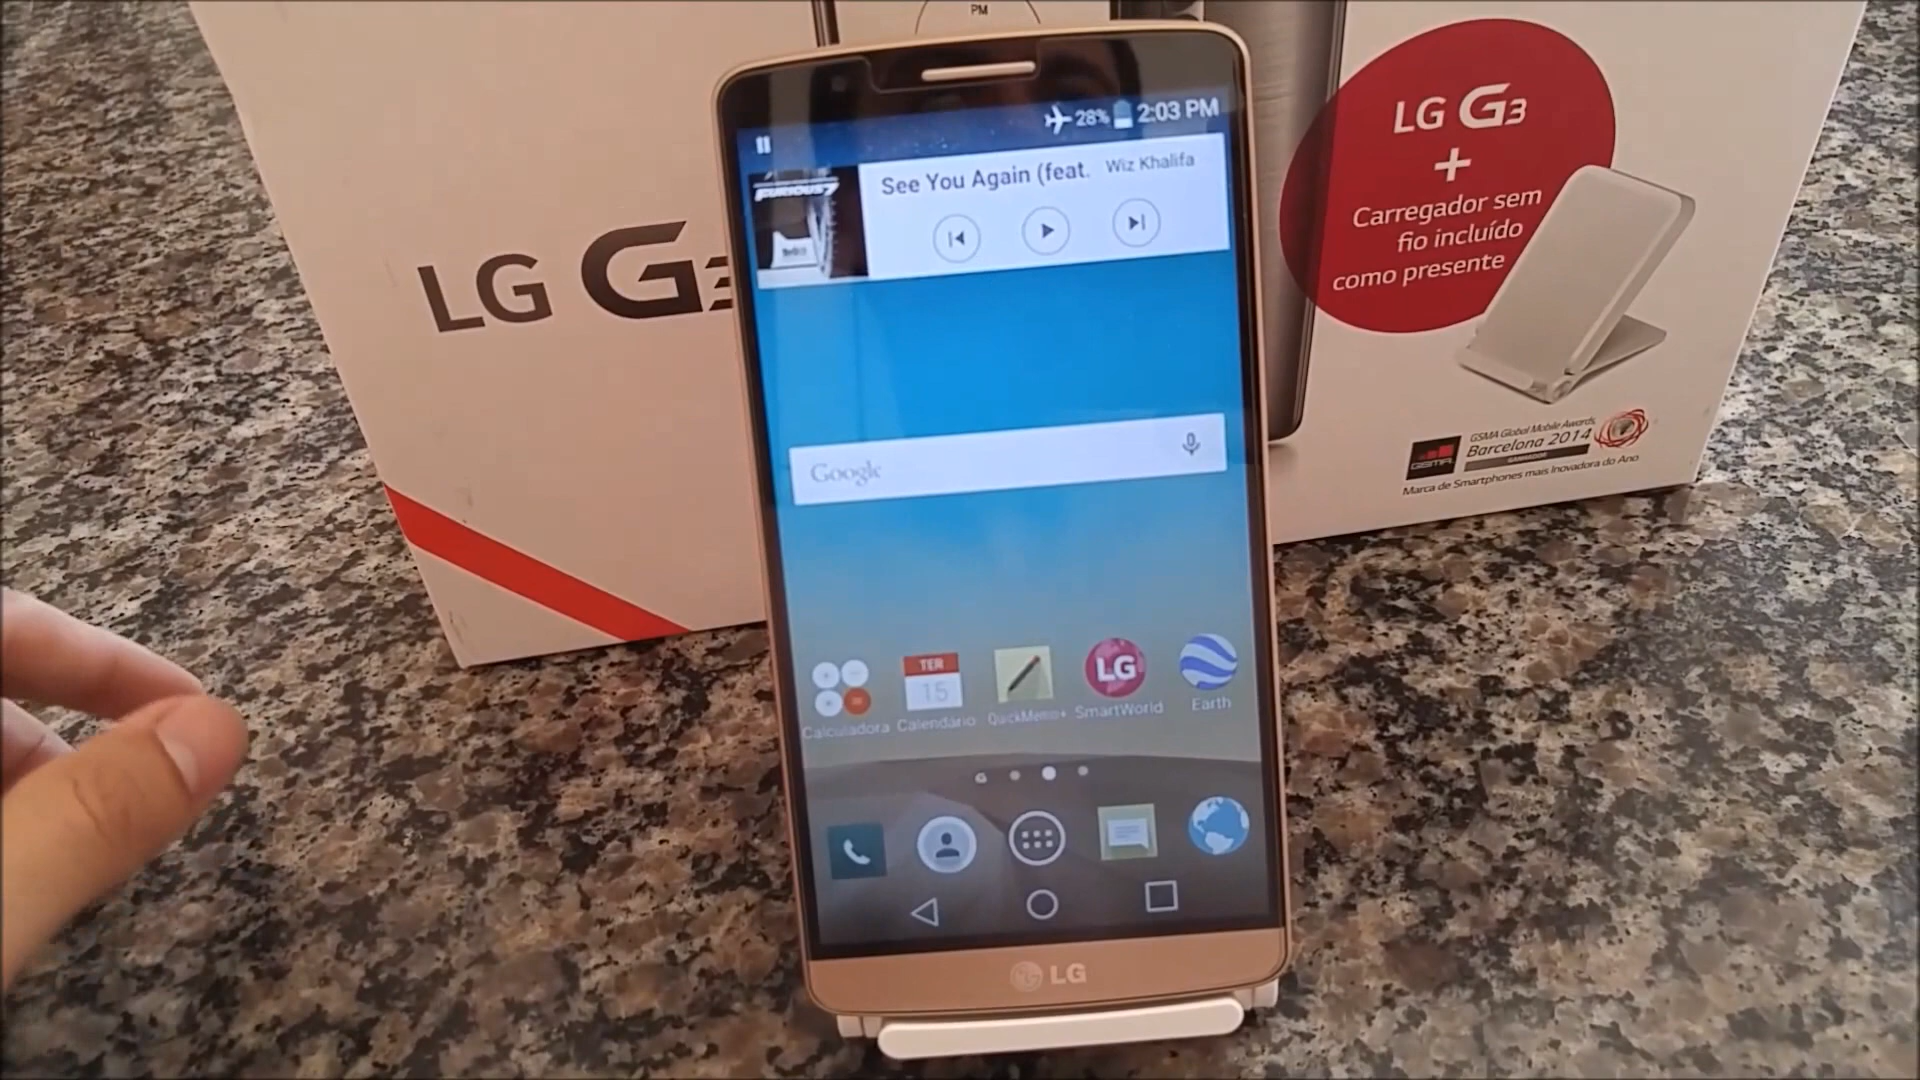 PM
LG G3
LG G3
+
Carregador sem
fio incluído
como presente
GSMA
GSMA Global Mobile Awards
Barcelona 2014
Marca de Smartphones mais Inovadora do Ano
28% 2:03 PM
FURIOUS 7
See You Again (feat. Wiz Khalifa
Google
TER
15
LG
Calculadora Calendário QuickMemo+ SmartWorld Earth
G
LG